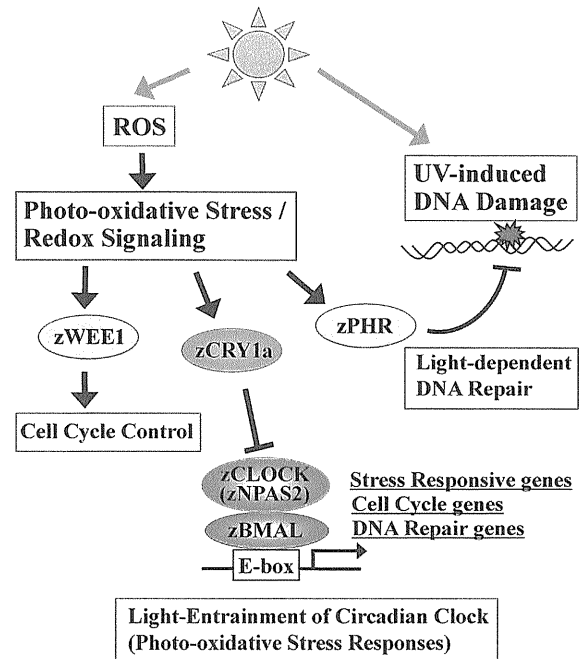 ROS
UV-induced
DNA Damage
Photo-oxidative Stress /
Redox Signaling
zWEE1
zCRY1a
zPHR
Light-dependent
DNA Repair
Cell Cycle Control
zCLOCK
(zNPAS2)
zBMAL
E-box
Stress Responsive genes
Cell Cycle genes
DNA Repair genes
Light-Entrainment of Circadian Clock
(Photo-oxidative Stress Responses)